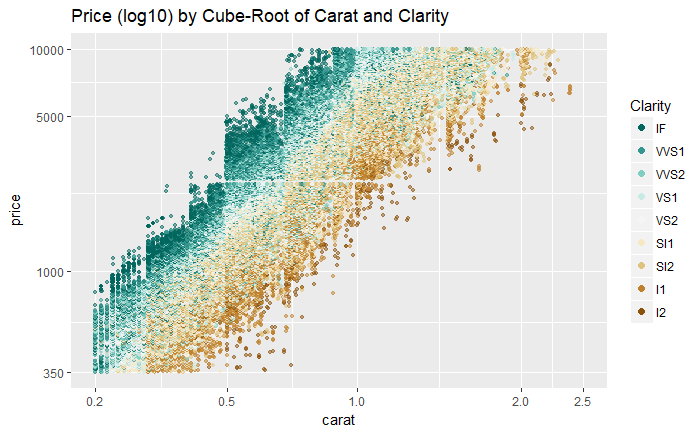 Price (log10) by Cube-Root of Carat and Clarity
10000
5000
1000
350
price
0.2
0.5
1.0
2.0
2.5
carat
Clarity
IF
VVS1
VVS2
VS1
VS2
SI1
SI2
I1
I2